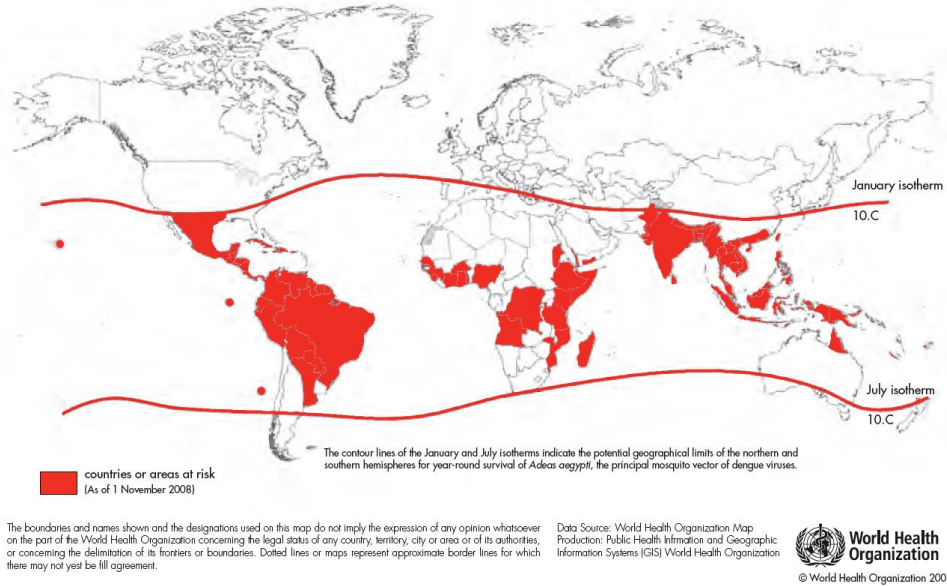 January isotherm
10.C
July isotherm
10.C
The contour lines of the January and July isotherms indicate the potential geographical limits of the northern and
southern hemispheres for year-round survival of Adeas aegypti, the principal mosquito vector of dengue viruses.
countries or areas at risk
(As of 1 November 2008)
The boundaries and names shown and the designations used on this map do not imply the expression of any opinion whatsoever
on the part of the World Health Organization concerning the legal status of any country, territory, city or area or of its authorities,
or concerning the delimitation of its frontiers or boundaries. Dotted lines or maps represent approximate border lines for which
there may not yest be fill agreement.
Data Source: World Health Organization Map
Production: Public Health Infrmation and Geographic
Information Systems (GIS) World Health Organization
World Health
Organization
© World Health Organization 200